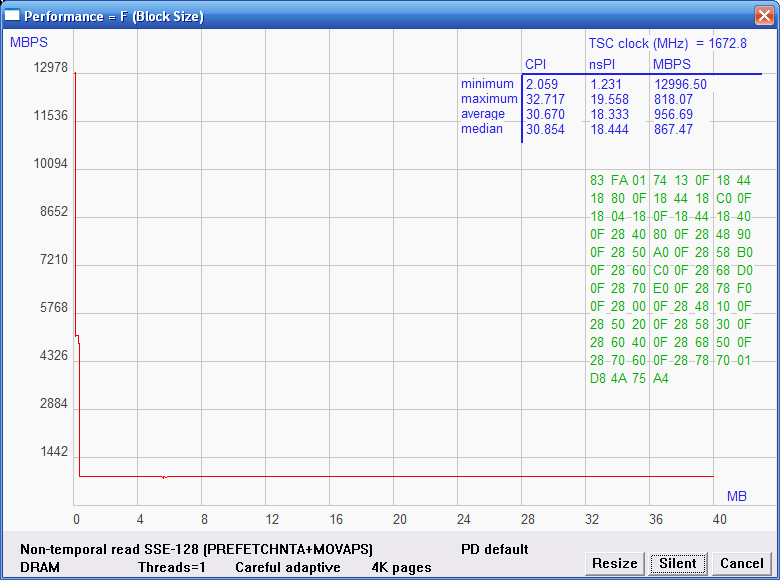 Performance = F (Block Size)
MBPS
TSC clock (MHz) = 1672.8
CPI nsPI MBPS
minimum 2.059 1.231 12996.50
maximum 32.717 19.558 818.07
average 30.670 18.333 956.69
median 30.854 18.444 867.47
12978
11536
10094
8652
7210
5768
4326
2884
1442
83 FA 01 74 13 0F 18 44
18 80 0F 18 44 18 C0 0F
18 04 18 0F 18 44 18 40
0F 28 40 80 0F 28 48 90
0F 28 50 A0 0F 28 58 B0
0F 28 60 C0 0F 28 68 D0
0F 28 70 E0 0F 28 78 F0
0F 28 00 0F 28 48 10 0F
28 50 20 0F 28 58 30 0F
28 60 40 0F 28 68 50 0F
28 70 60 0F 28 78 70 01
D8 4A 75 A4
MB
0 4 8 12 16 20 24 28 32 36 40
Non-temporal read SSE-128 (PREFETCHNTA+MOVAPS) PD default
DRAM Threads=1 Careful adaptive 4K pages
Resize Silent Cancel